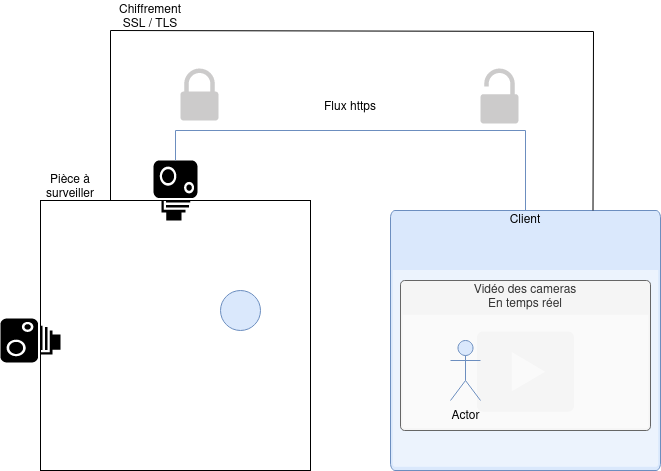 Chiffrement
SSL / TLS
Flux https
Pièce à
surveiller
Client
Vidéo des cameras
En temps réel
Actor